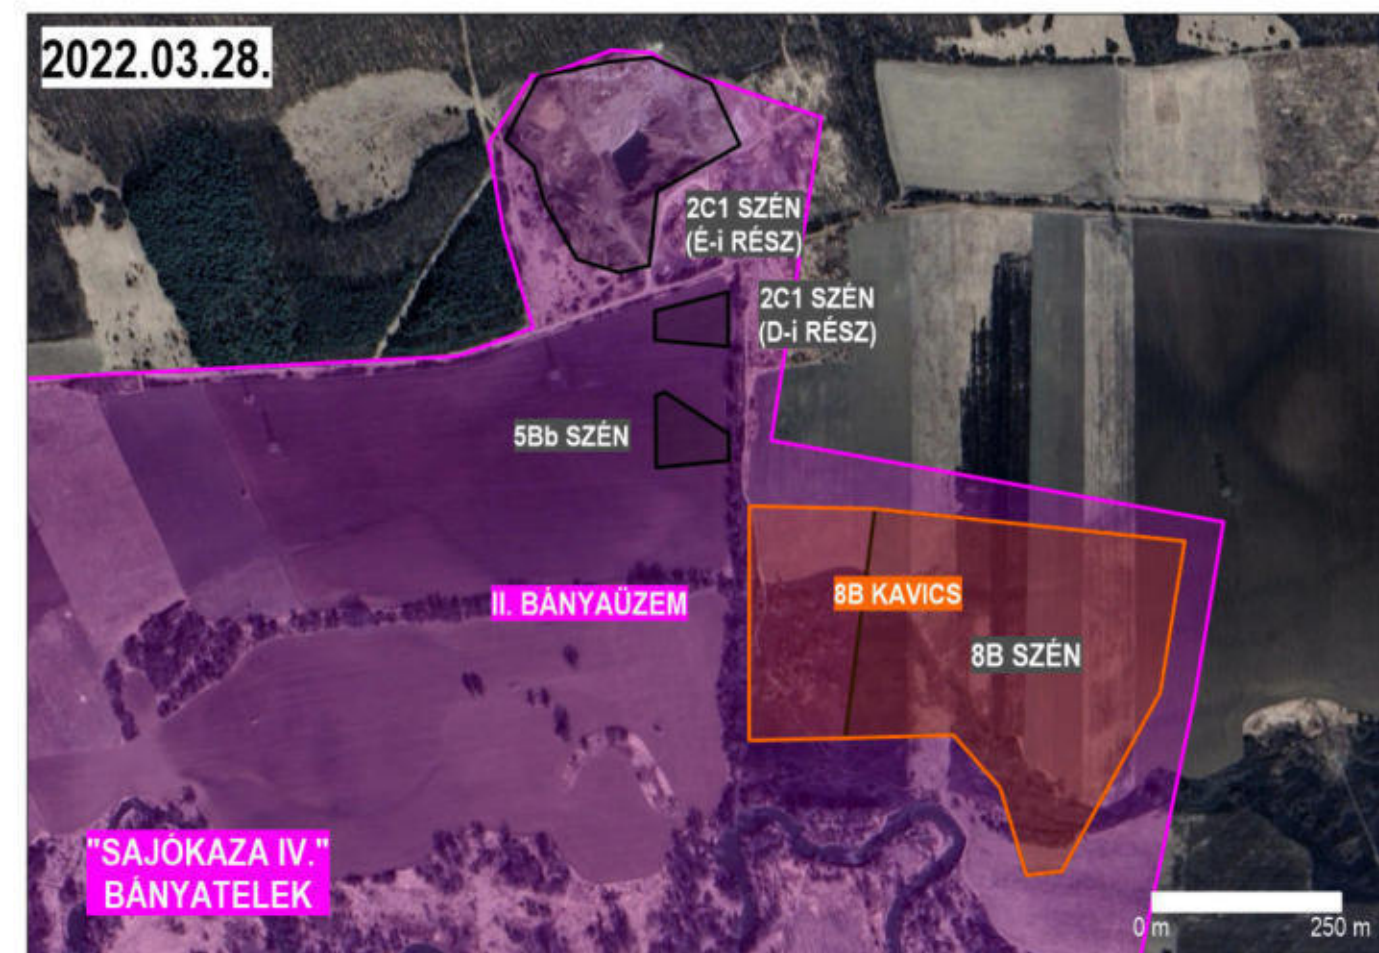 2022.03.28.
2C1 SZÉN
(É-i RÉSZ)
2C1 SZÉN
(D-i RÉSZ)
5Bb SZÉN
II. BÁNYAÜZEM
8B KAVICS
8B SZÉN
"SAJÓKAZA IV."
BÁNYATELEK
0 m
250 m